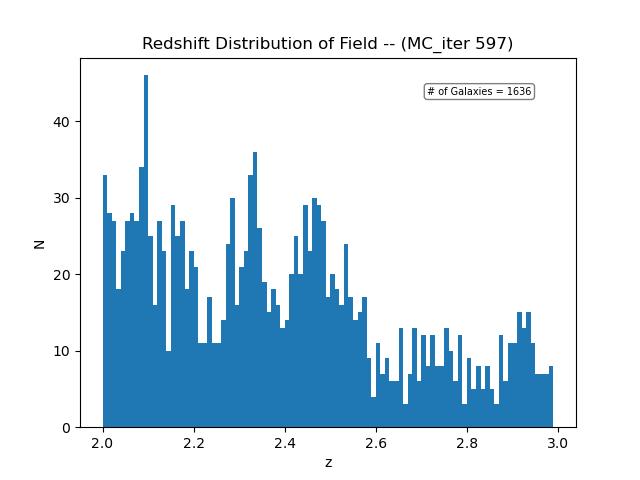 Redshift Distribution of Field -- (MC_iter 597)
# of Galaxies = 1636
40
30
20
10
0
N
2.0 2.2 2.4 2.6 2.8 3.0
z